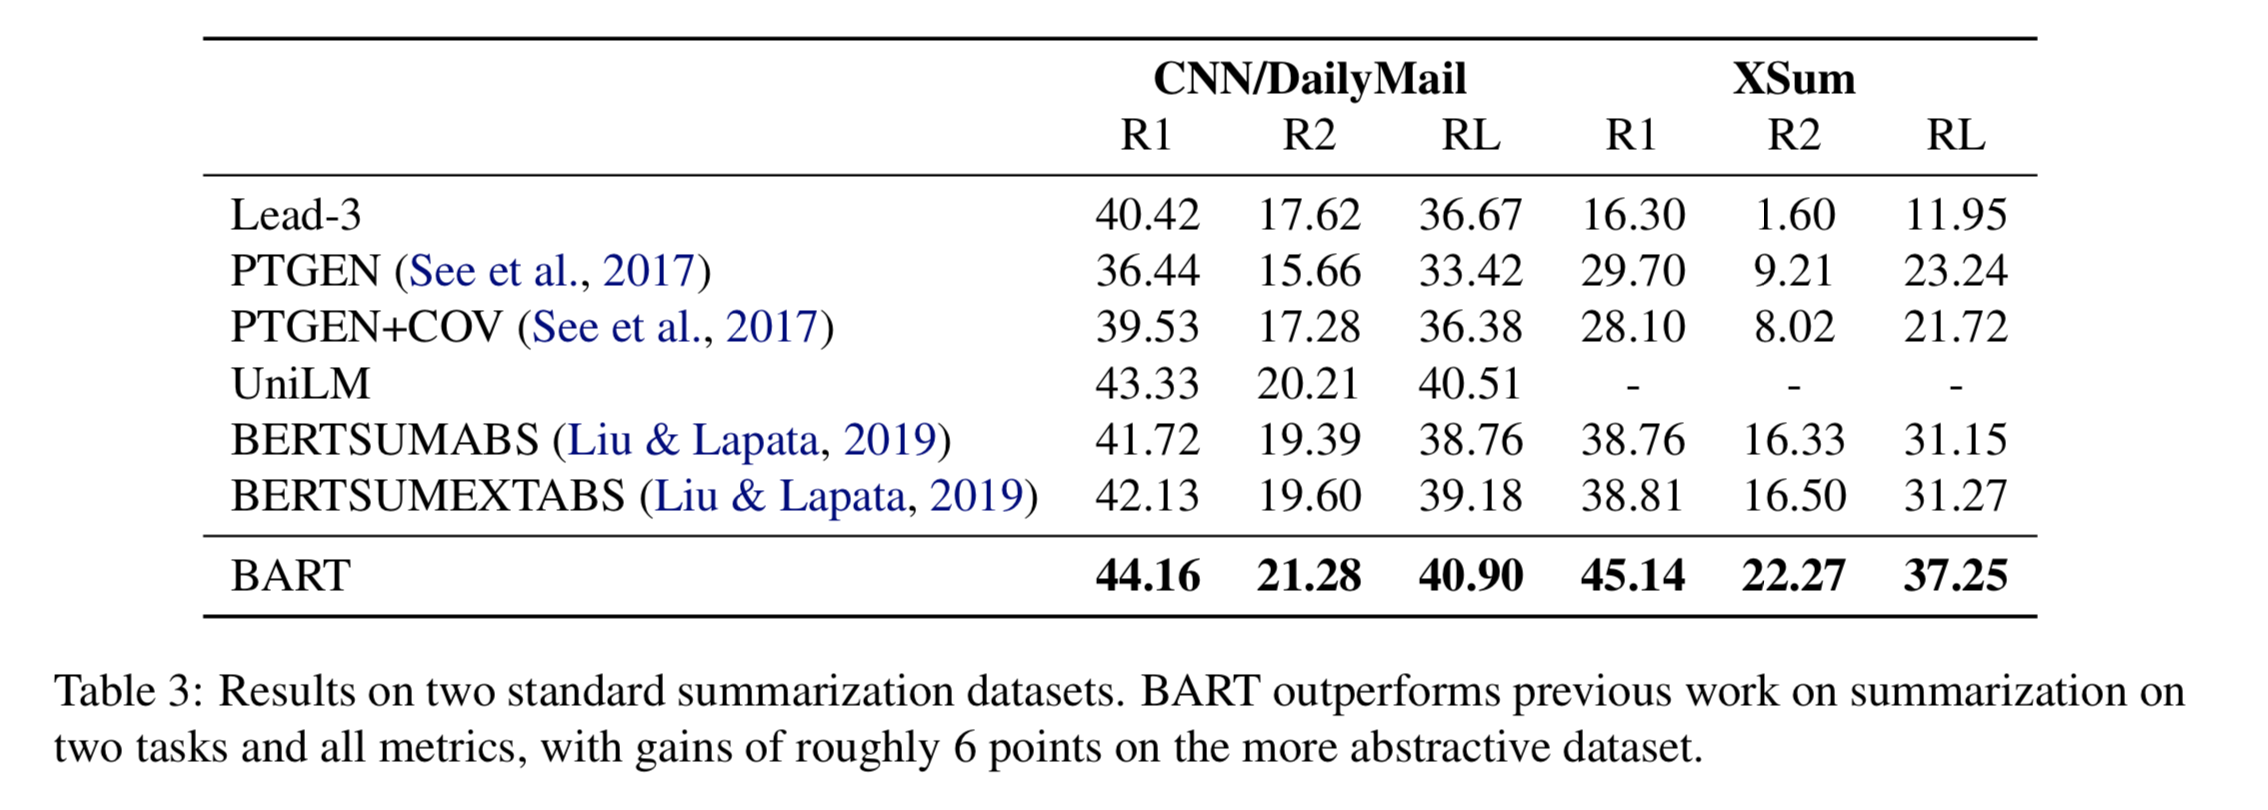 CNN/DailyMail XSum
R1 R2 RL R1 R2 RL
Lead-3 40.42 17.62 36.67 16.30 1.60 11.95
PTGEN (See et al., 2017) 36.44 15.66 33.42 29.70 9.21 23.24
PTGEN+COV (See et al., 2017) 39.53 17.28 36.38 28.10 8.02 21.72
UniLM 43.33 20.21 40.51 - - -
BERTSUMABS (Liu & Lapata, 2019) 41.72 19.39 38.76 38.76 16.33 31.15
BERTSUMEXTABS (Liu & Lapata, 2019) 42.13 19.60 39.18 38.81 16.50 31.27
BART 44.16 21.28 40.90 45.14 22.27 37.25
Table 3: Results on two standard summarization datasets. BART outperforms previous work on summarization on
two tasks and all metrics, with gains of roughly 6 points on the more abstractive dataset.